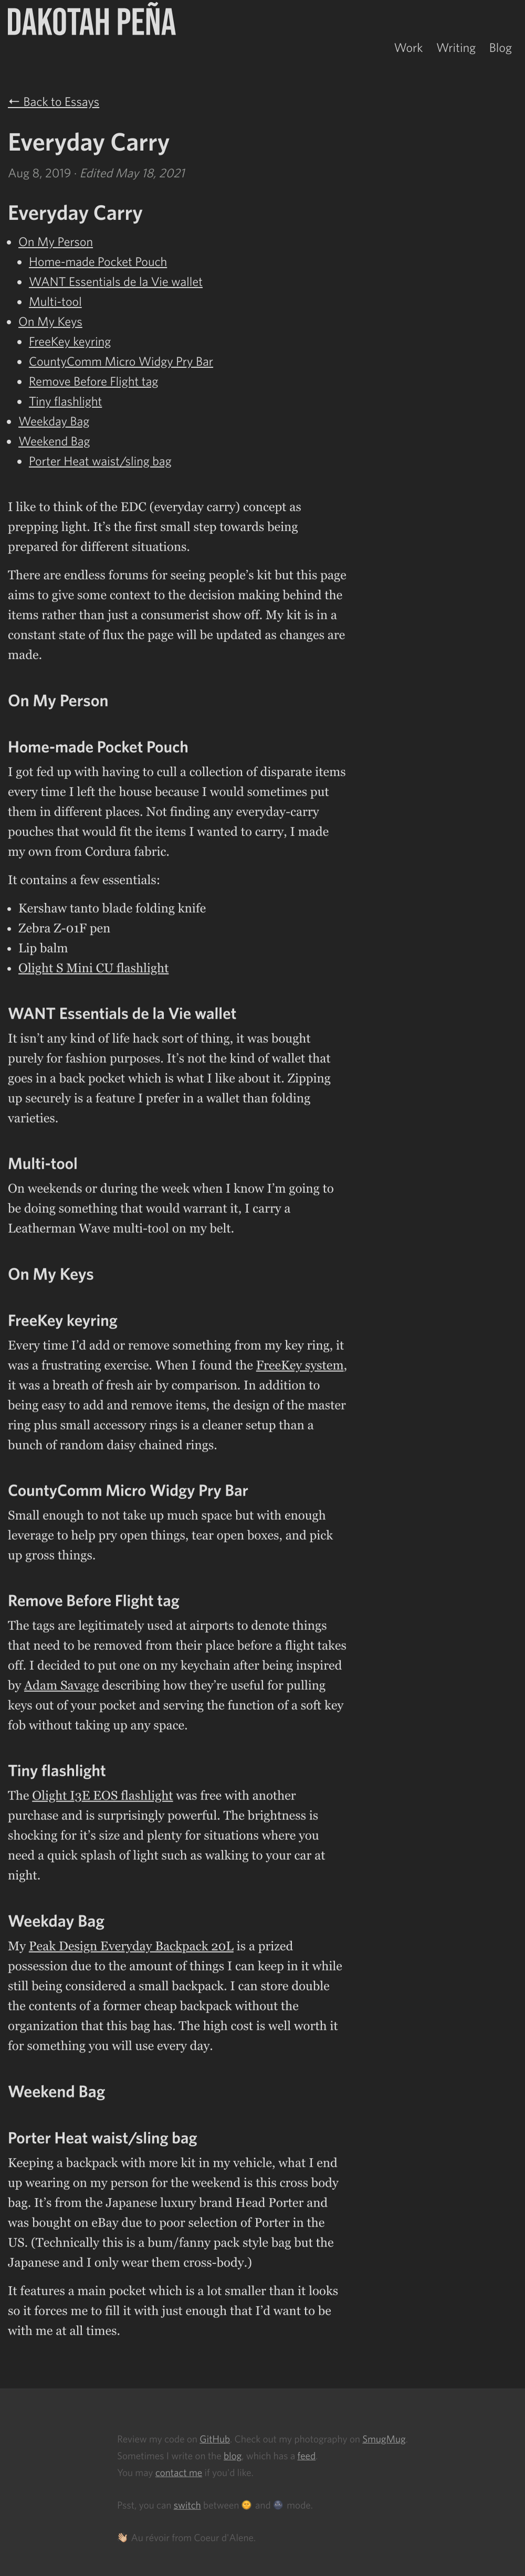 DAKOTAH PEÑA
Work Writing Blog
← Back to Essays
Everyday Carry
Aug 8, 2019 · Edited May 18, 2021
Everyday Carry
• On My Person
• Home-made Pocket Pouch
• WANT Essentials de la Vie wallet
• Multi-tool
• On My Keys
• FreeKey keyring
• CountyComm Micro Widgy Pry Bar
• Remove Before Flight tag
• Tiny flashlight
• Weekday Bag
• Weekend Bag
• Porter Heat waist/sling bag
I like to think of the EDC (everyday carry) concept as
prepping light. It’s the first small step towards being
prepared for different situations.
There are endless forums for seeing people’s kit but this page
aims to give some context to the decision making behind the
items rather than just a consumerist show off. My kit is in a
constant state of flux the page will be updated as changes are
made.
On My Person
Home-made Pocket Pouch
I got fed up with having to cull a collection of disparate items
every time I left the house because I would sometimes put
them in different places. Not finding any everyday-carry
pouches that would fit the items I wanted to carry, I made
my own from Cordura fabric.
It contains a few essentials:
• Kershaw tanto blade folding knife
• Zebra Z-01F pen
• Lip balm
• Olight S Mini CU flashlight
WANT Essentials de la Vie wallet
It isn’t any kind of life hack sort of thing, it was bought
purely for fashion purposes. It’s not the kind of wallet that
goes in a back pocket which is what I like about it. Zipping
up securely is a feature I prefer in a wallet than folding
varieties.
Multi-tool
On weekends or during the week when I know I’m going to
be doing something that would warrant it, I carry a
Leatherman Wave multi-tool on my belt.
On My Keys
FreeKey keyring
Every time I’d add or remove something from my key ring, it
was a frustrating exercise. When I found the FreeKey system,
it was a breath of fresh air by comparison. In addition to
being easy to add and remove items, the design of the master
ring plus small accessory rings is a cleaner setup than a
bunch of random daisy chained rings.
CountyComm Micro Widgy Pry Bar
Small enough to not take up much space but with enough
leverage to help pry open things, tear open boxes, and pick
up gross things.
Remove Before Flight tag
The tags are legitimately used at airports to denote things
that need to be removed from their place before a flight takes
off. I decided to put one on my keychain after being inspired
by Adam Savage describing how they’re useful for pulling
keys out of your pocket and serving the function of a soft key
fob without taking up any space.
Tiny flashlight
The Olight I3E EOS flashlight was free with another
purchase and is surprisingly powerful. The brightness is
shocking for it’s size and plenty for situations where you
need a quick splash of light such as walking to your car at
night.
Weekday Bag
My Peak Design Everyday Backpack 20L is a prized
possession due to the amount of things I can keep in it while
still being considered a small backpack. I can store double
the contents of a former cheap backpack without the
organization that this bag has. The high cost is well worth it
for something you will use every day.
Weekend Bag
Porter Heat waist/sling bag
Keeping a backpack with more kit in my vehicle, what I end
up wearing on my person for the weekend is this cross body
bag. It’s from the Japanese luxury brand Head Porter and
was bought on eBay due to poor selection of Porter in the
US. (Technically this is a bum/fanny pack style bag but the
Japanese and I only wear them cross-body.)
It features a main pocket which is a lot smaller than it looks
so it forces me to fill it with just enough that I’d want to be
with me at all times.
Review my code on GitHub. Check out my photography on SmugMug.
Sometimes I write on the blog, which has a feed.
You may contact me if you’d like.
Psst, you can switch between 🌞 and 🌚 mode.
👋🏼 Au révoir from Coeur d’Alene.